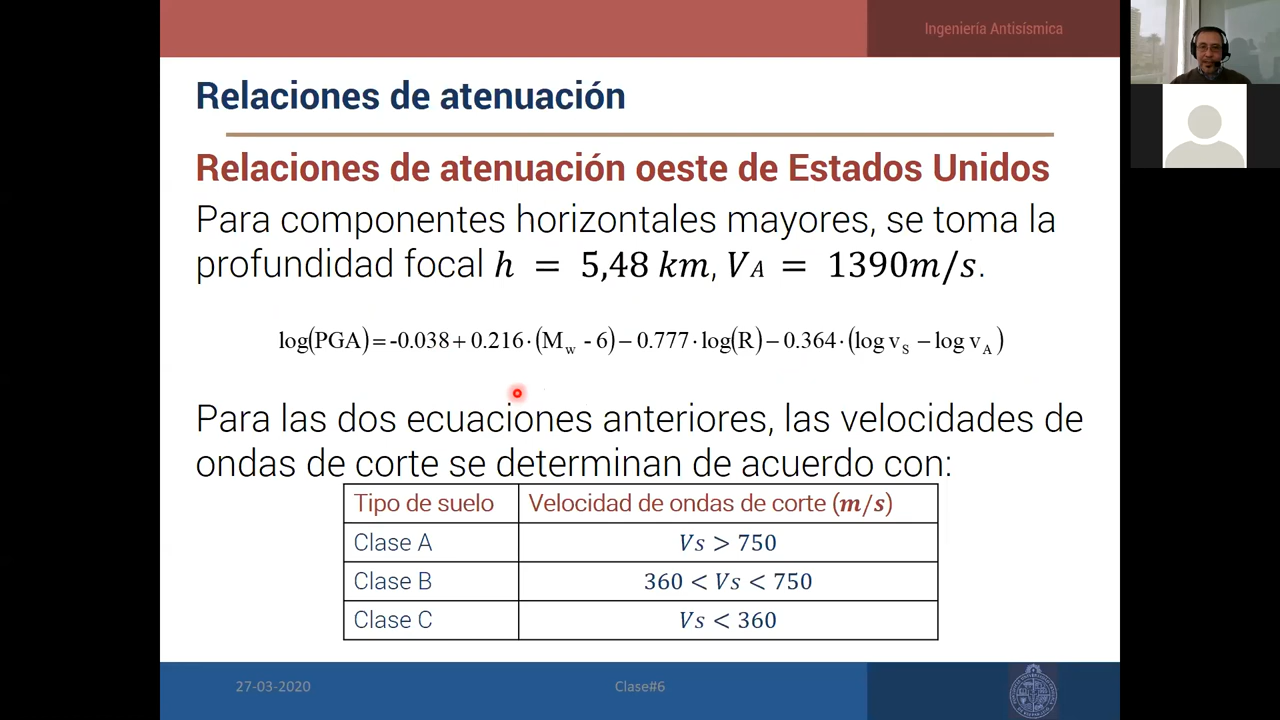 Ingeniería Antisísmica
Relaciones de atenuación
Relaciones de atenuación oeste de Estados Unidos
Para componentes horizontales mayores, se toma la
profundidad focal h = 5,48 km, VA = 1390m/s.
log(PGA)=-0.038+0.216·(Mw -6)−0.777·log(R)−0.364·(log vS − log vA)
Para las dos ecuaciones anteriores, las velocidades de
ondas de corte se determinan de acuerdo con:
Tipo de suelo Velocidad de ondas de corte (m/s)
Clase A Vs > 750
Clase B 360 < Vs < 750
Clase C Vs < 360
27-03-2020 Clase#6